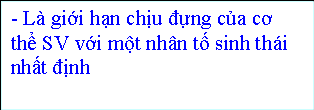 - Là giới hạn chịu đựng của cơ
thể SV với một nhân tố sinh thái
nhất định